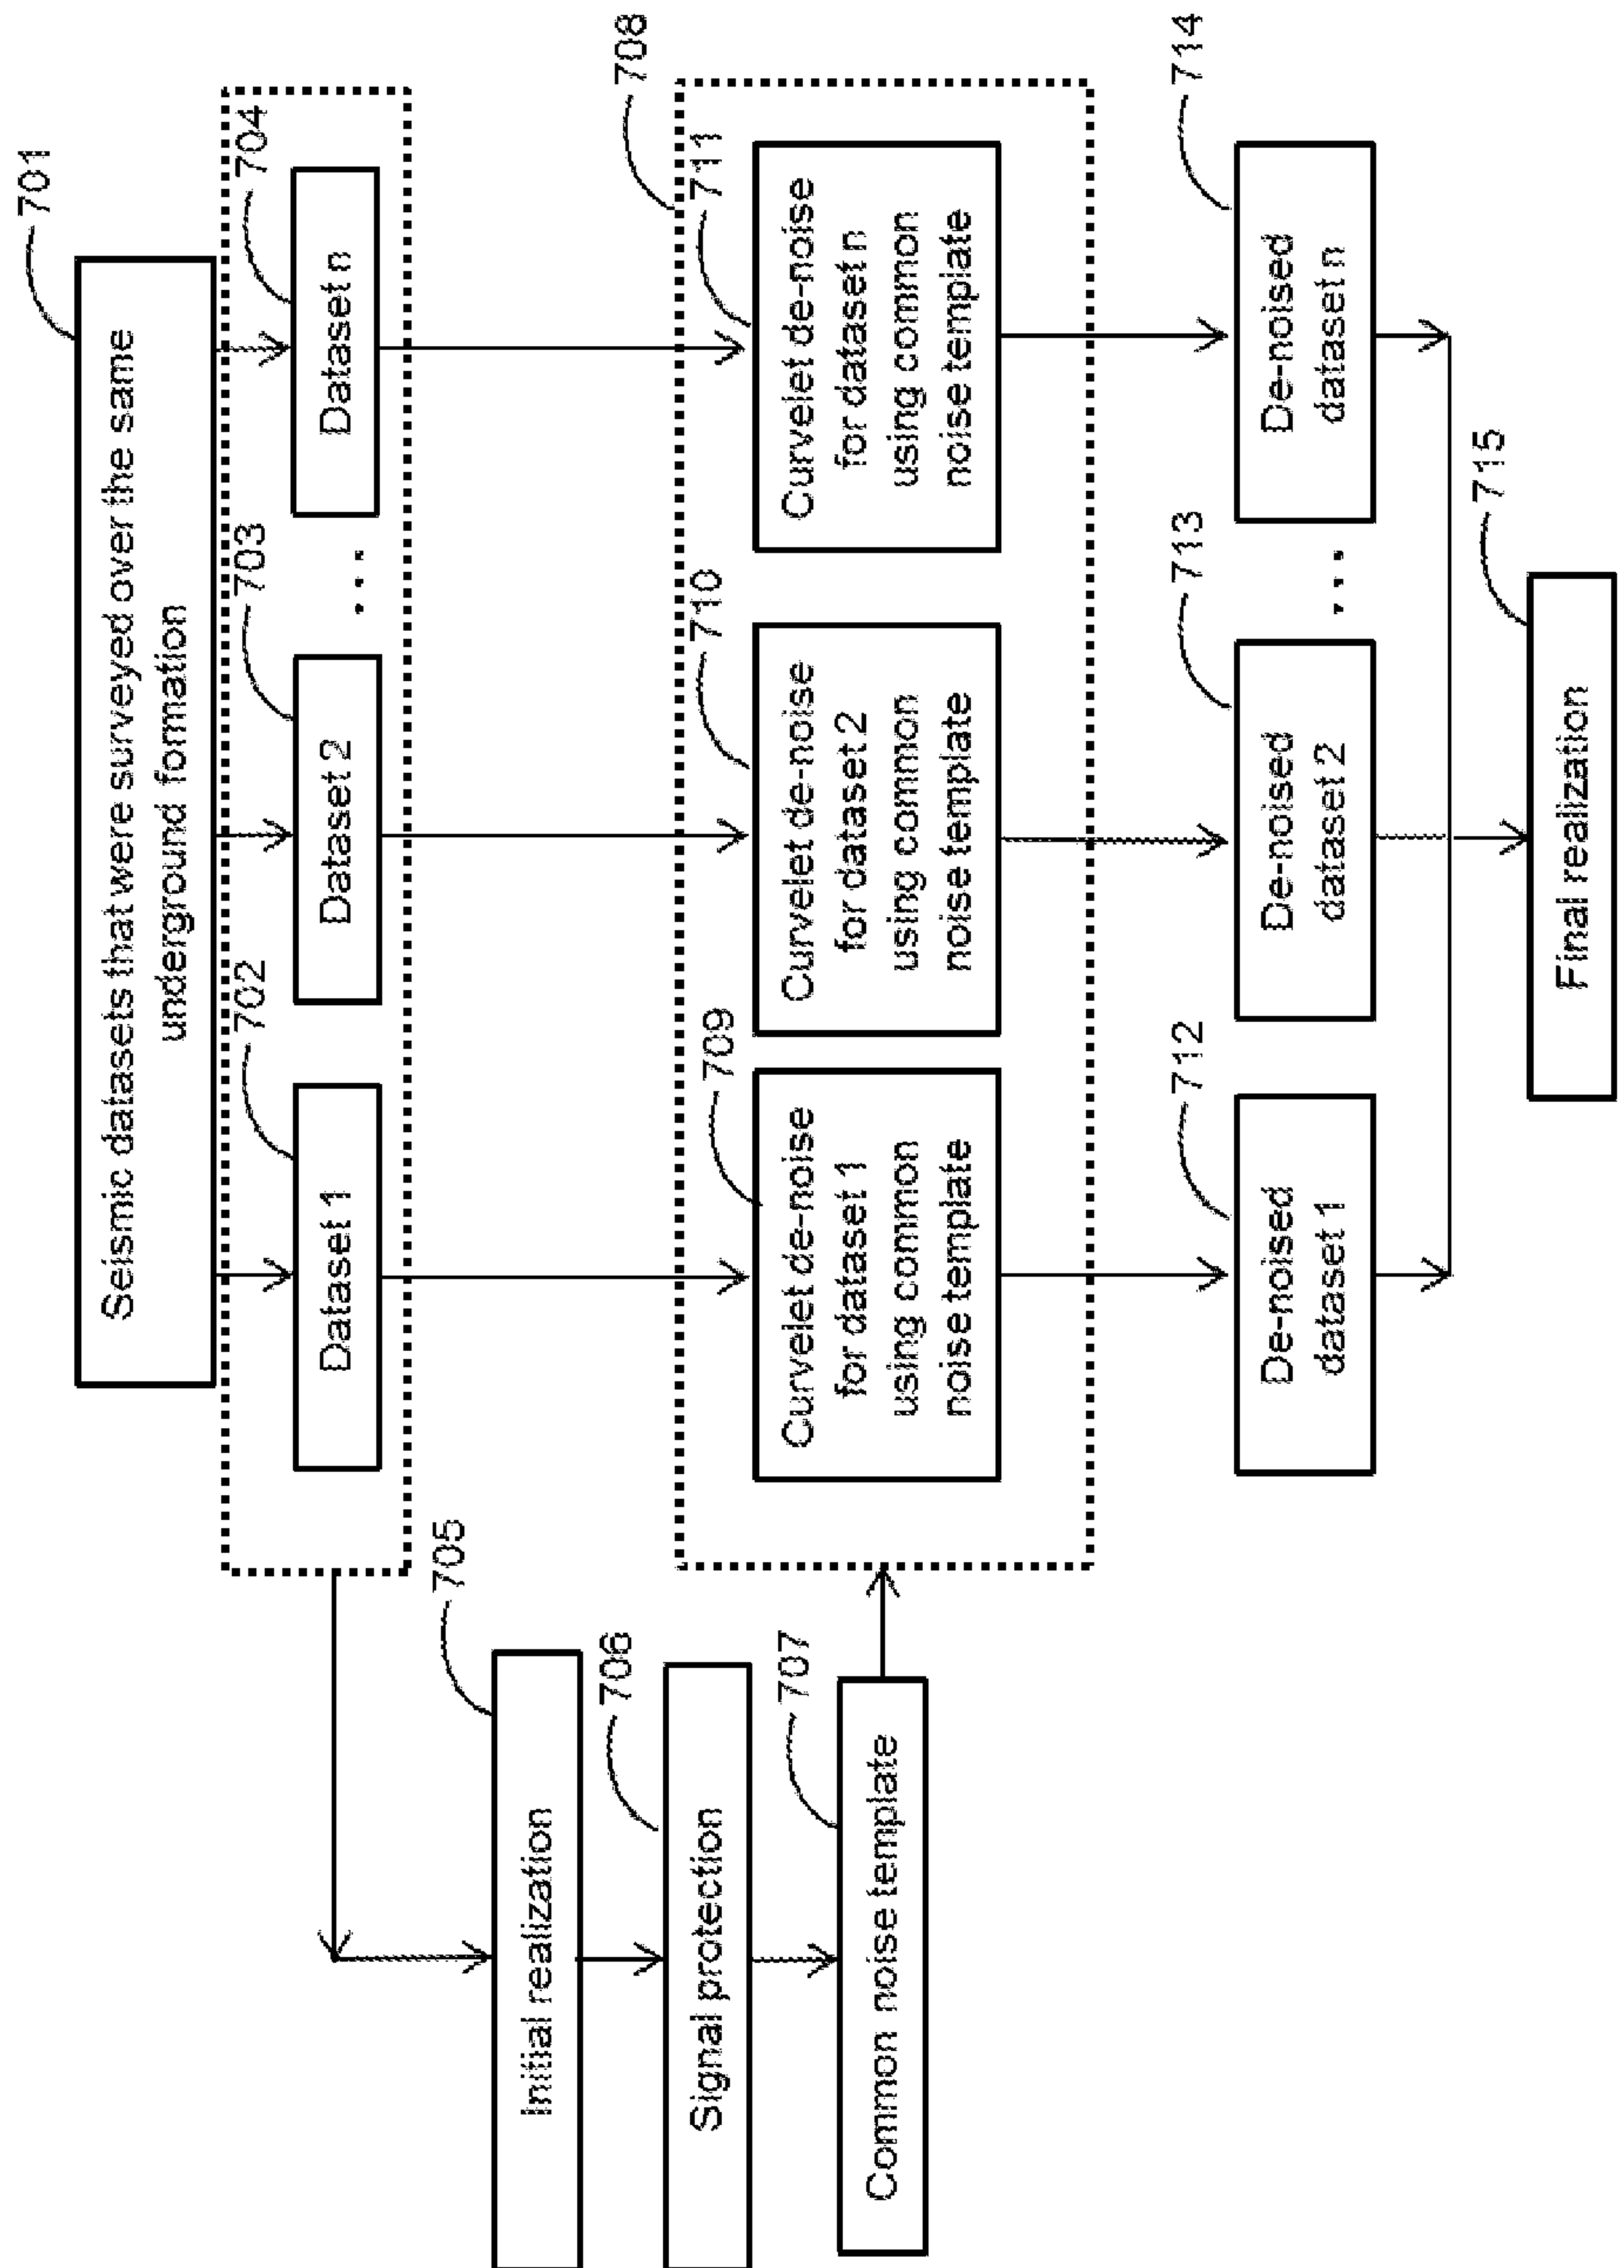 701
Seismic datasets that were surveyed over the same
underground formation
702
703
704
Dataset 1
Dataset 2
...
Dataset n
705
Initial realization
706
Signal protection
707
Common noise template
708
709
710
711
Curvelet de-noise
for dataset 1
using common
noise template
Curvelet de-noise
for dataset 2
using common
noise template
Curvelet de-noise
for dataset n
using common
noise template
712
713
714
De-noised
dataset 1
De-noised
dataset 2
...
De-noised
dataset n
715
Final realization